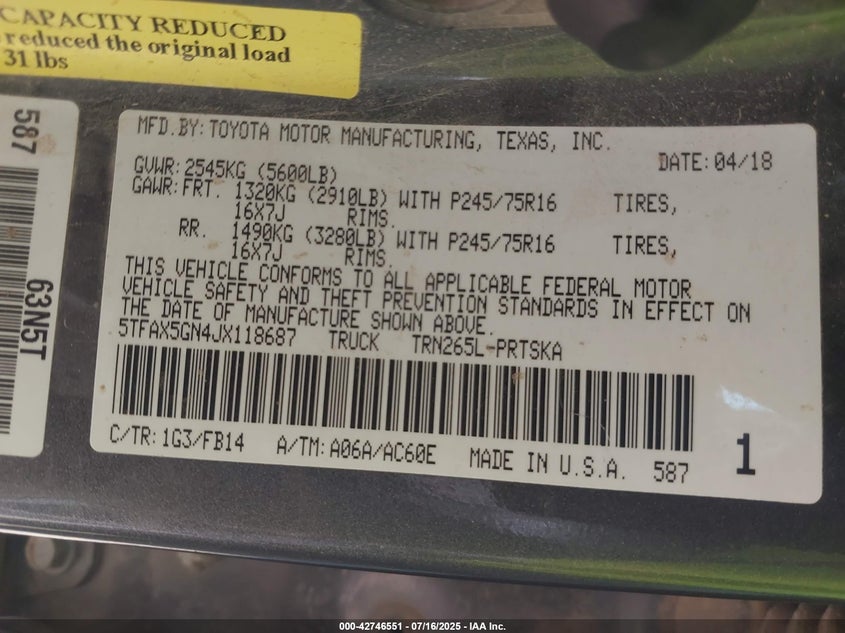 CAPACITY REDUCED
reduced the original load
31 lbs
587
63N5T
MFD.BY: TOYOTA MOTOR MANUFACTURING, TEXAS, INC.
DATE: 04/18
GVWR: 2545KG (5600LB)
GAWR: FRT. 1320KG (2910LB) WITH P245/75R16 TIRES,
16X7J RIMS.
RR. 1490KG (3280LB) WITH P245/75R16 TIRES,
16X7J RIMS.
THIS VEHICLE CONFORMS TO ALL APPLICABLE FEDERAL MOTOR
VEHICLE SAFETY AND THEFT PREVENTION STANDARDS IN EFFECT ON
THE DATE OF MANUFACTURE SHOWN ABOVE.
5TFAX5GN4JX118687 TRUCK TRN265L-PRTSKA
C/TR: 1G3/FB14 A/TM: A06A/AC60E MADE IN U.S.A. 587 1
000-42746551 - 07/16/2025 - IAA Inc.